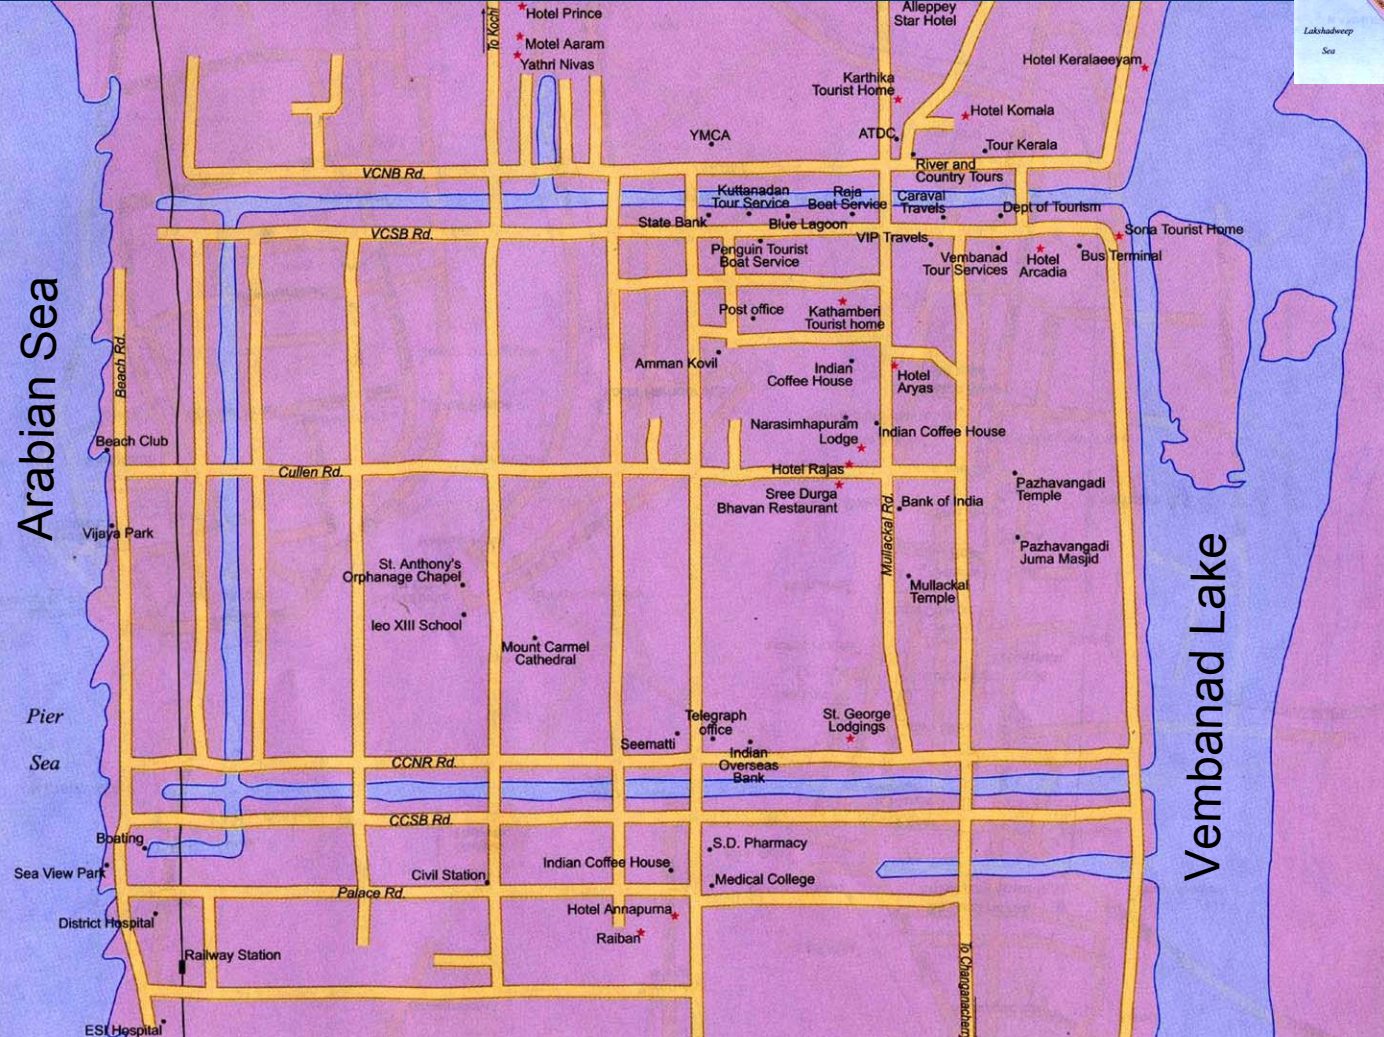 Alleppey
Star Hotel
Hotel Prince
To Kochi
Motel Aaram
Yathri Nivas
Lakshadweep
Sea
Hotel Keralaeeyam
Karthika
Tourist Home
Hotel Komala
YMCA
ATDC
Tour Kerala
River and
Country Tours
VCNB Rd.
Kuttanadan
Tour Service
Raja
Boat Service
Caraval
Travels
Dept of Tourism
State Bank
Blue Lagoon
VCSB Rd.
VIP Travels
Sona Tourist Home
Penguin Tourist
Boat Service
Vembanad
Tour Services
Hotel
Arcadia
Bus Terminal
Arabian Sea
Beach Rd.
Post office
Kathamberi
Tourist home
Amman Kovil
Indian
Coffee House
Hotel
Aryas
Narasimhapuram
Lodge
Indian Coffee House
Beach Club
Cullen Rd.
Hotel Rajas
Sree Durga
Bhavan Restaurant
Mullackal Rd.
Bank of India
Pazhavangadi
Temple
Vijaya Park
Pazhavangadi
Juma Masjid
St. Anthony's
Orphanage Chapel
leo XIII School
Mullackal
Temple
Mount Carmel
Cathedral
Vembanad Lake
Pier
Sea
Telegraph
office
Seematti
Indian
Overseas
Bank
St. George
Lodgings
CCNR Rd.
CCSB Rd.
Boating
Sea View Park
S.D. Pharmacy
Indian Coffee House
Civil Station
Medical College
Palace Rd.
Hotel Annapurna
Raiban
District Hospital
Railway Station
To Changanacherry
ESI Hospital